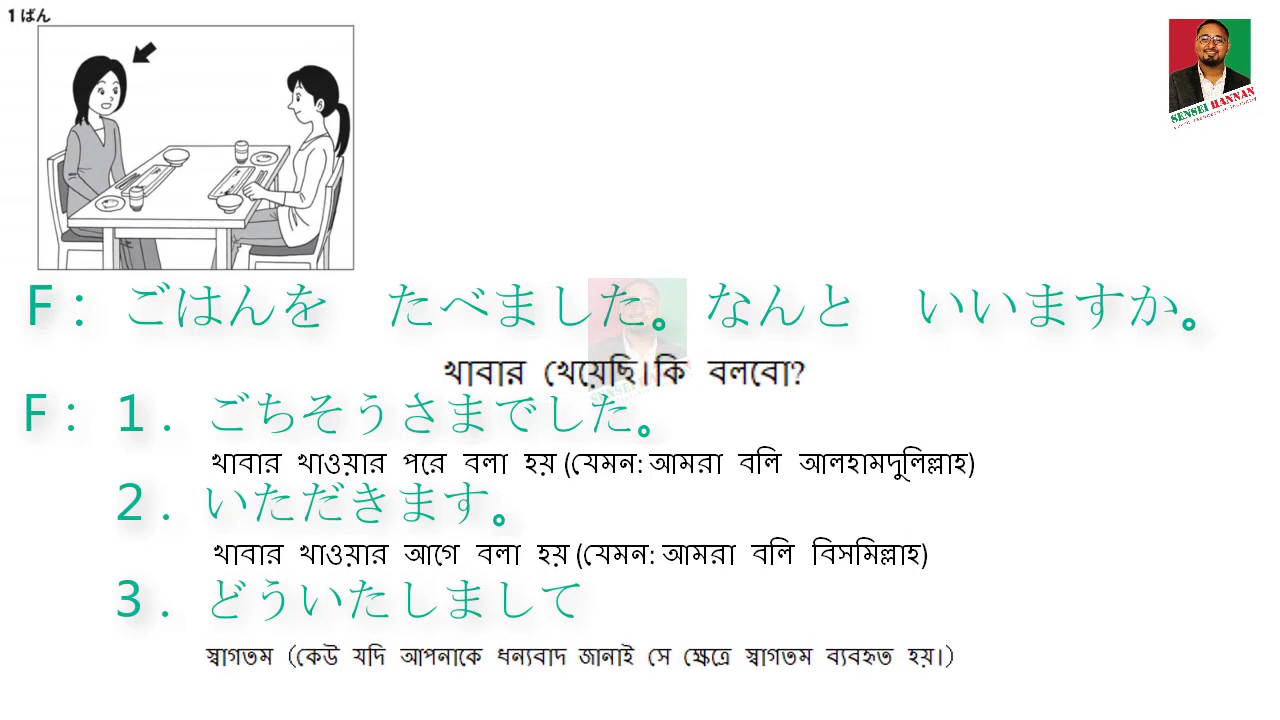 1ばん
SENSEI HANNAN
F： ごはんを たべました。なんと いいますか。
খাবার খেয়েছি।কি বলবো?
F： 1． ごちそうさまでした。
খাবার খাওয়ার পরে বলা হয় (যেমন: আমরা বলি আলহামদুলিল্লাহ)
2． いただきます。
খাবার খাওয়ার আগে বলা হয় (যেমন: আমরা বলি বিসমিল্লাহ)
3． どういたしまして
স্বাগতম (কেউ যদি আপনাকে ধন্যবাদ জানাই সে ক্ষেত্রে স্বাগতম ব্যবহৃত হয়।)